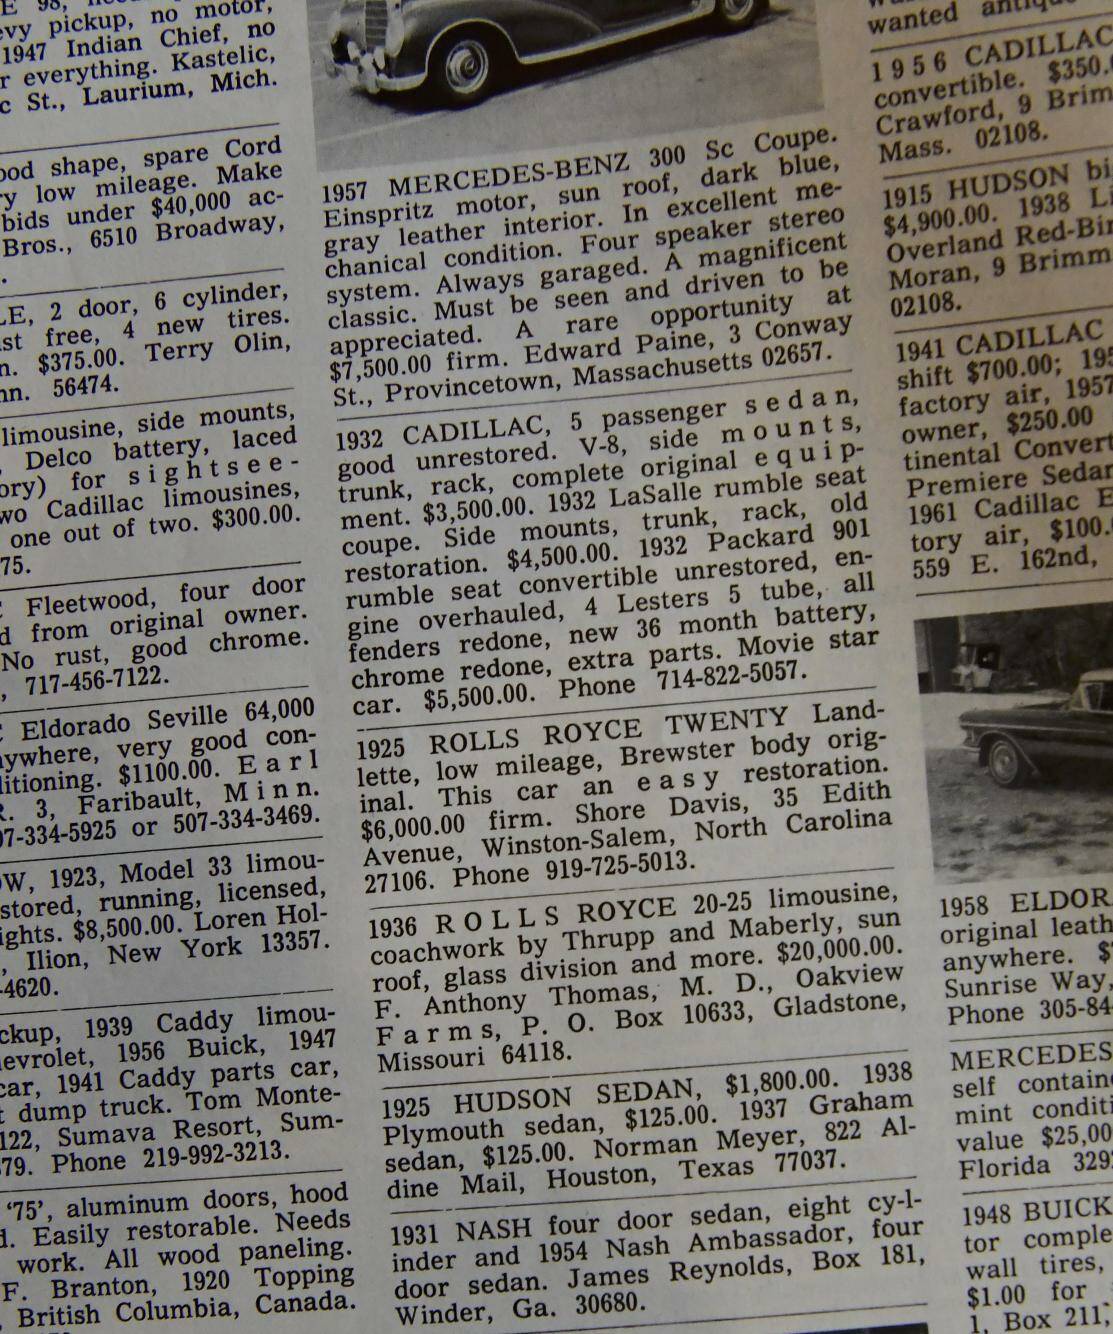 E 98,
vy pickup, no motor,
1947 Indian Chief, no
r everything. Kastelic,
c St., Laurium, Mich.
ood shape, spare Cord
ry low mileage. Make
bids under $40,000 ac-
Bros., 6510 Broadway,
.
LE, 2 door, 6 cylinder,
st free, 4 new tires.
n. $375.00. Terry Olin,
nn. 56474.
limousine, side mounts,
, Delco battery, laced
ory) for sightsee-
wo Cadillac limousines,
one out of two. $300.00.
75.
Fleetwood, four door
d from original owner.
No rust, good chrome.
, 717-456-7122.
Eldorado Seville 64,000
nywhere, very good con-
ditioning. $1100.00. Earl
R. 3, Faribault, Minn.
07-334-5925 or 507-334-3469.
OW, 1923, Model 33 limou-
stored, running, licensed,
ights. $8,500.00. Loren Hol-
, Ilion, New York 13357.
-4620.
ckup, 1939 Caddy limou-
hevrolet, 1956 Buick, 1947
car, 1941 Caddy parts car,
t dump truck. Tom Monte-
122, Sumava Resort, Sum-
379. Phone 219-992-3213.
'75', aluminum doors, hood
d. Easily restorable. Needs
work. All wood paneling.
F. Branton, 1920 Topping
, British Columbia, Canada.
1957 MERCEDES-BENZ 300 Sc Coupe.
Einspritz motor, sun roof, dark blue,
gray leather interior. In excellent me-
chanical condition. Four speaker stereo
system. Always garaged. A magnificent
classic. Must be seen and driven to be
appreciated. A rare opportunity at
$7,500.00 firm. Edward Paine, 3 Conway
St., Provincetown, Massachusetts 02657.
1932 CADILLAC, 5 passenger sedan,
good unrestored. V-8, side mounts,
trunk, rack, complete original equip-
ment. $3,500.00. 1932 LaSalle rumble seat
coupe. Side mounts, trunk, rack, old
restoration. $4,500.00. 1932 Packard 901
rumble seat convertible unrestored, en-
gine overhauled, 4 Lesters 5 tube, all
fenders redone, new 36 month battery,
chrome redone, extra parts. Movie star
car. $5,500.00. Phone 714-822-5057.
1925 ROLLS ROYCE TWENTY Land-
lette, low mileage, Brewster body orig-
inal. This car an easy restoration.
$6,000.00 firm. Shore Davis, 35 Edith
Avenue, Winston-Salem, North Carolina
27106. Phone 919-725-5013.
1936 ROLLS ROYCE 20-25 limousine,
coachwork by Thrupp and Maberly, sun
roof, glass division and more. $20,000.00.
F. Anthony Thomas, M. D., Oakview
Farms, P. O. Box 10633, Gladstone,
Missouri 64118.
1925 HUDSON SEDAN, $1,800.00. 1938
Plymouth sedan, $125.00. 1937 Graham
sedan, $125.00. Norman Meyer, 822 Al-
dine Mail, Houston, Texas 77037.
1931 NASH four door sedan, eight cyl-
inder and 1954 Nash Ambassador, four
door sedan. James Reynolds, Box 181,
Winder, Ga. 30680.
wanted antiqu
1956 CADILLAC
convertible. $350.
Crawford, 9 Brim
Mass. 02108.
1915 HUDSON bi
$4,900.00. 1938 L
Overland Red-Bir
Moran, 9 Brimm
02108.
1941 CADILLAC
shift $700.00; 195
factory air, 1957
owner, $250.00
tinental Convert
Premiere Sedan
1961 Cadillac E
tory air, $100.
559 E. 162nd,
1958 ELDOR
original leath
anywhere. $
Sunrise Way,
Phone 305-84
MERCEDES
self contain
mint conditi
value $25,00
Florida 329
1948 BUICK
tor comple
wall tires,
$1.00 for
1, Box 211,